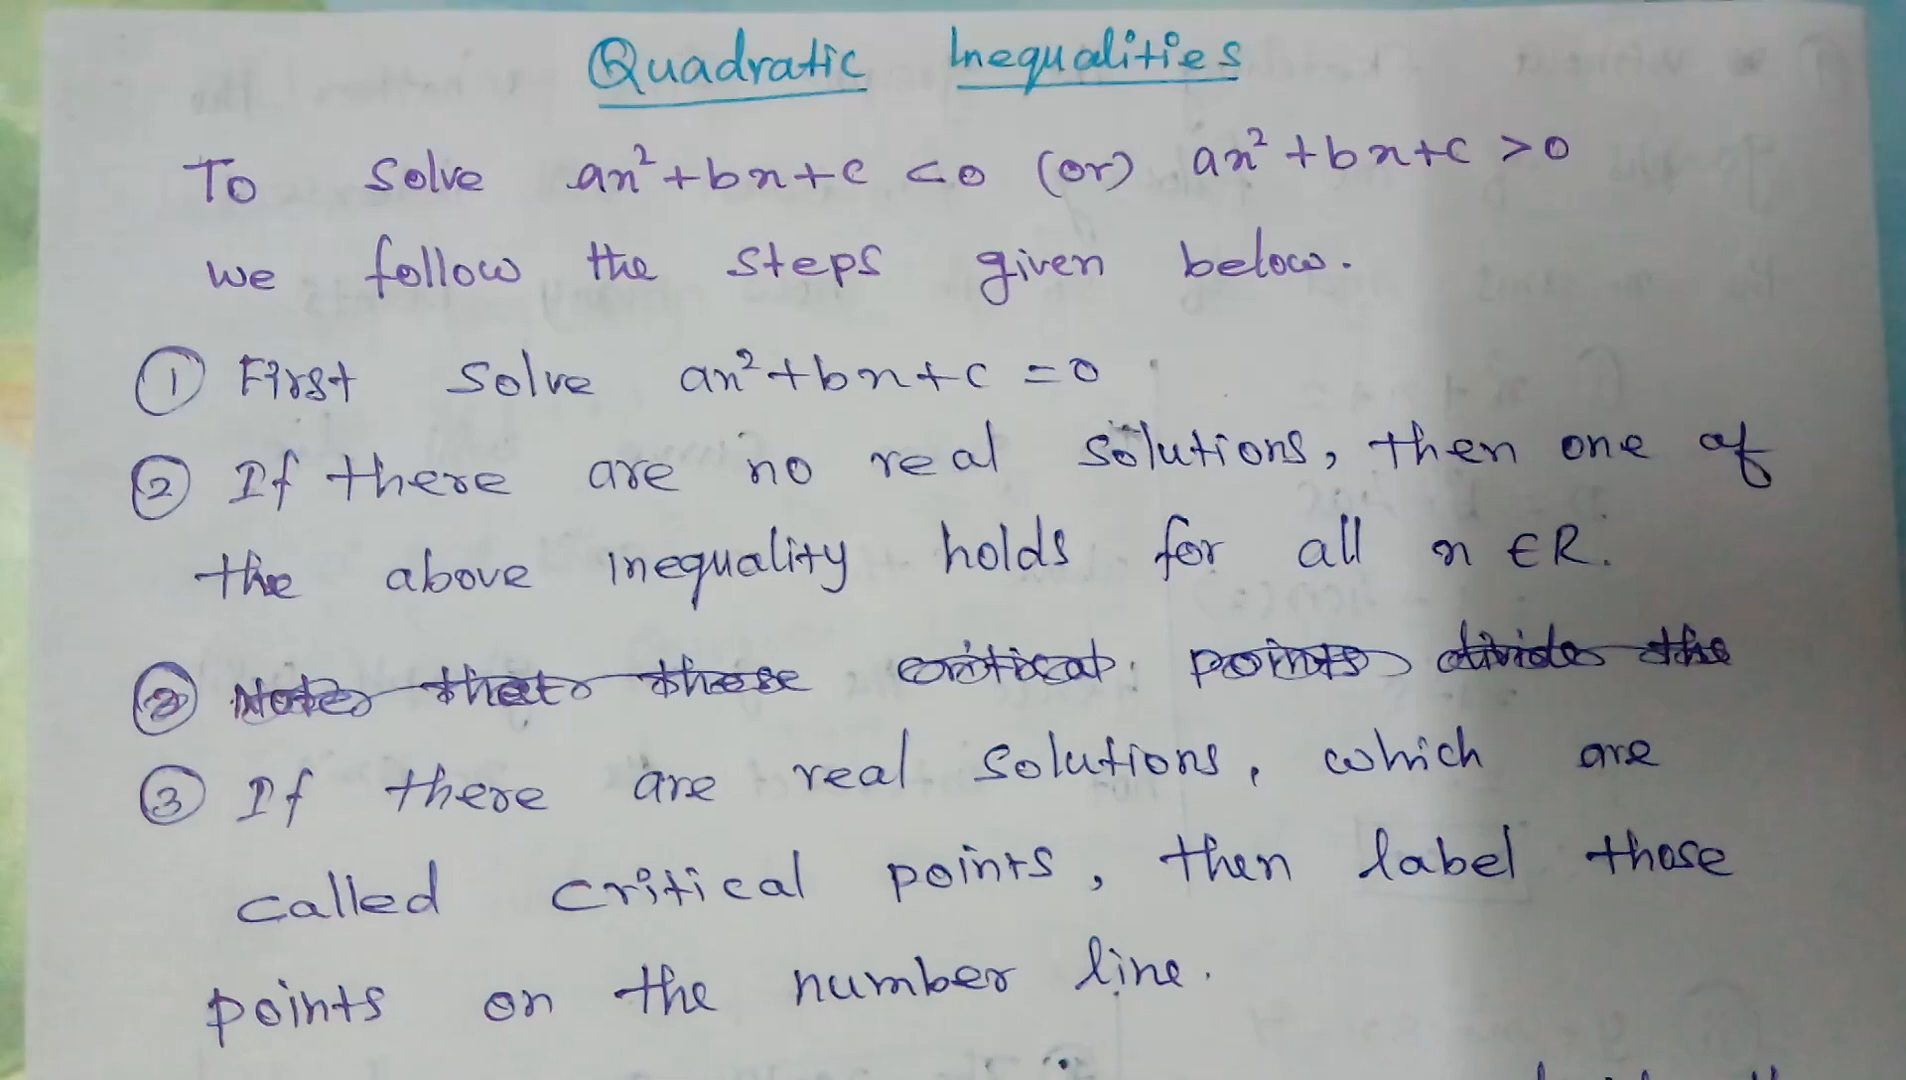 Quadratic Inequalities
To solve ax²+bx+c <0 (or) ax²+bx+c >0
we follow the steps given below.
① First solve ax²+bx+c =0
② If there are no real solutions, then one of
the above inequality holds for all x ∈R.
③ Note that these critical points divides the
③ If there are real solutions, which are
called critical points, then label those
points on the number line.